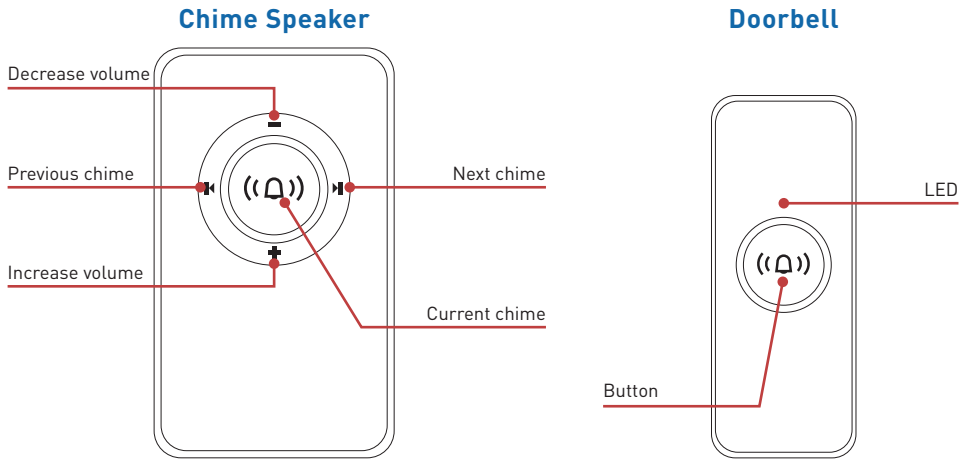 Chime Speaker
Decrease volume
Previous chime
Next chime
Increase volume
Current chime
Doorbell
LED
Button